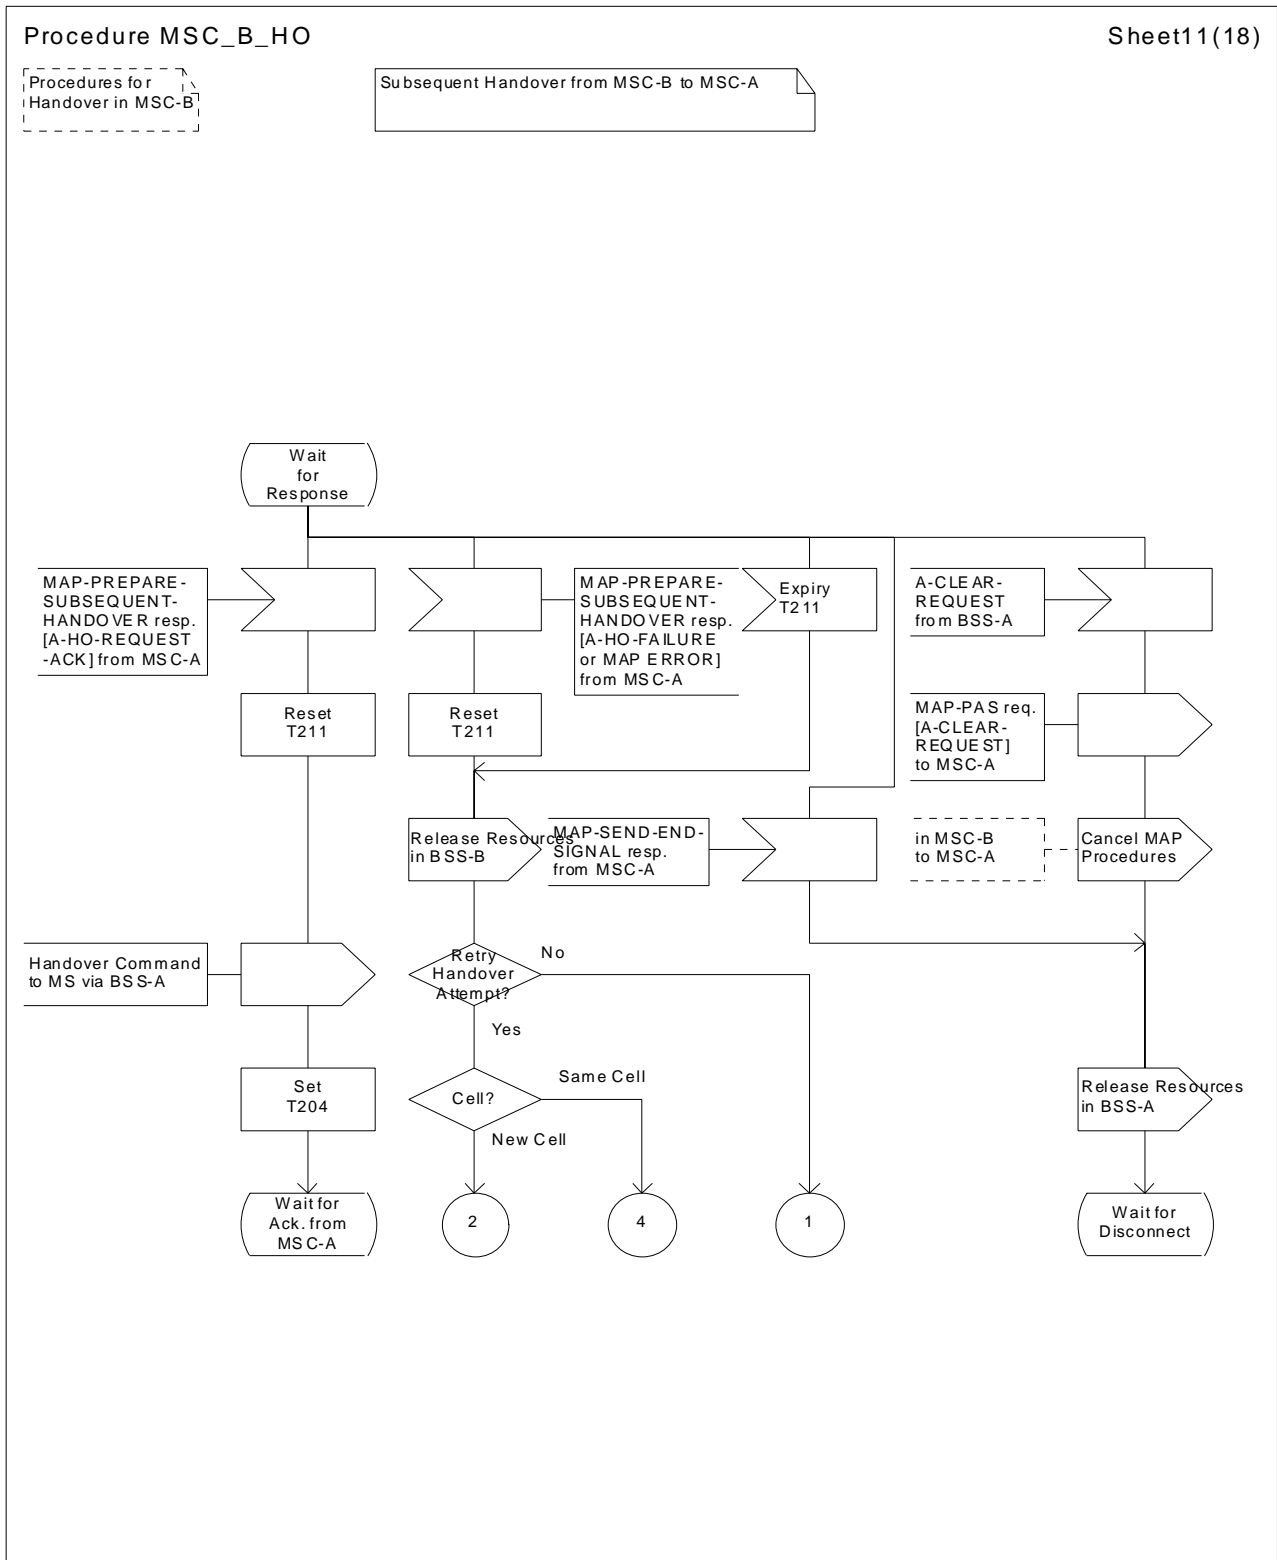 Procedure MSC_B_HO
Sheet11(18)
Procedures for
Handover in MSC-B
Subsequent Handover from MSC-B to MSC-A
Wait
for
Response
MAP-PREPARE-
SUBSEQUENT-
HANDOVER resp.
[A-HO-REQUEST
-ACK] from MSC-A
MAP-PREPARE-
SUBSEQUENT-
HANDOVER resp.
[A-HO-FAILURE
or MAP ERROR]
from MSC-A
Expiry
T211
A-CLEAR-
REQUEST
from BSS-A
Reset
T211
Reset
T211
MAP-PAS req.
[A-CLEAR-
REQUEST]
to MSC-A
Release Resources
in BSS-B
MAP-SEND-END-
SIGNAL resp.
from MSC-A
in MSC-B
to MSC-A
Cancel MAP
Procedures
Handover Command
to MS via BSS-A
Retry
Handover
Attempt?
No
Yes
Set
T204
Cell?
Same Cell
New Cell
Release Resources
in BSS-A
Wait for
Ack. from
MSC-A
2
4
1
Wait for
Disconnect